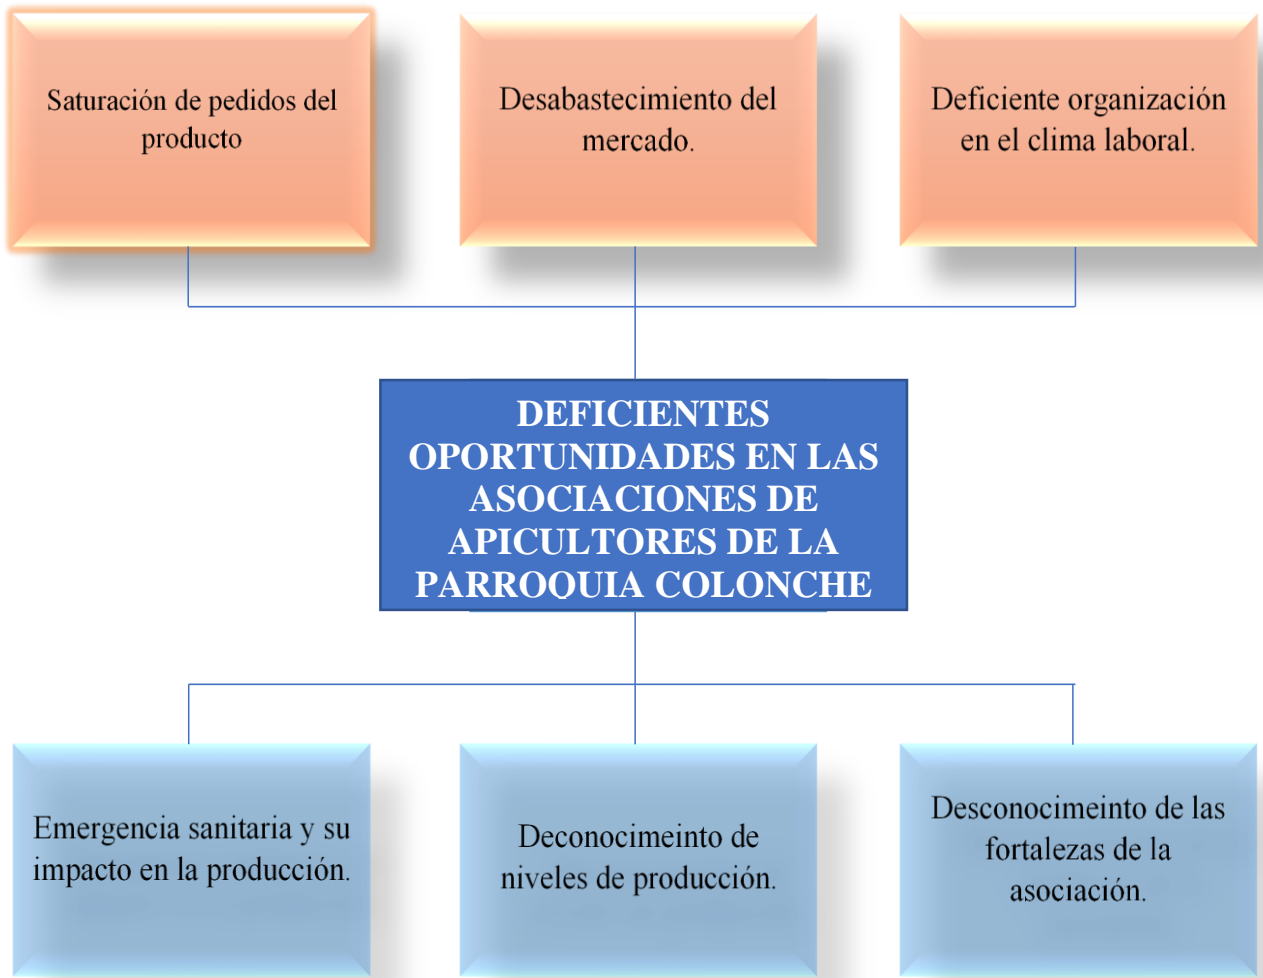 Saturación de pedidos del
producto
Desabastecimiento del
mercado.
Deficiente organización
en el clima laboral.
DEFICIENTES
OPORTUNIDADES EN LAS
ASOCIACIONES DE
APICULTORES DE LA
PARROQUIA COLONCHE
Emergencia sanitaria y su
impacto en la producción.
Deconocimeinto de
niveles de producción.
Desconocimeinto de las
fortalezas de la
asociación.